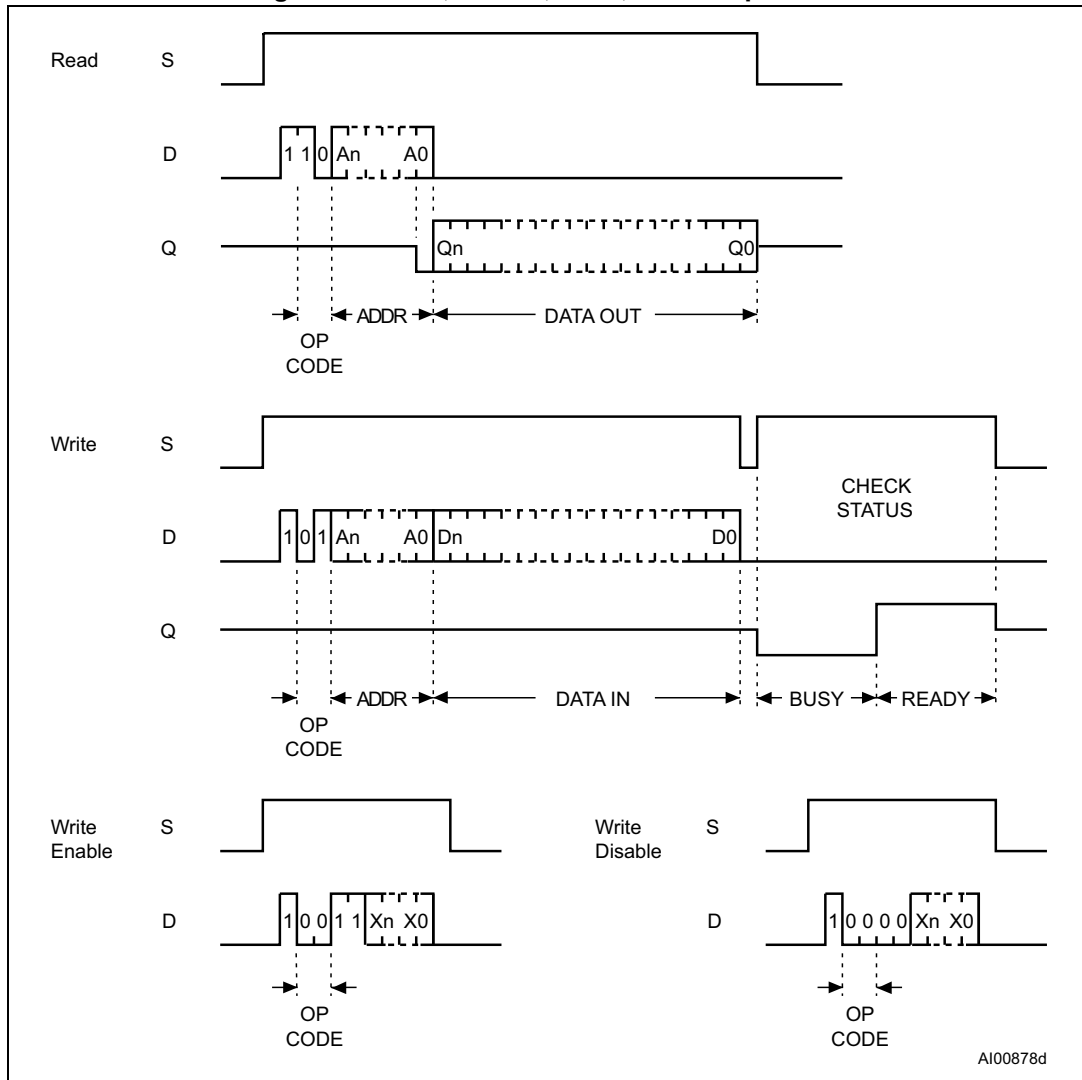 Read S
D 1 1 0 An A0
Q Qn Q0
ADDR DATA OUT
OP
CODE
Write S
CHECK
STATUS
D 1 0 1 An A0 Dn D0
Q
ADDR DATA IN BUSY READY
OP
CODE
Write S Write S
Enable Disable
D 1 0 0 1 1 Xn X0 D 1 0 0 0 0 Xn X0
OP OP
CODE CODE
AI00878d